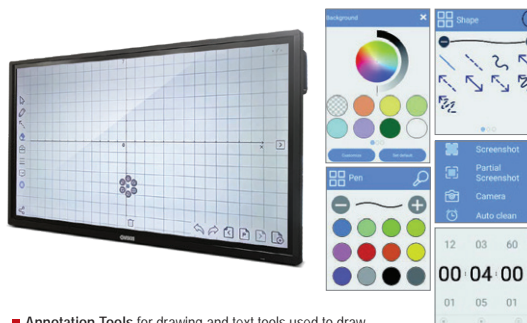 Background
Shape
Screenshot
Partial
Screenshot
Camera
Auto clean
Pen
12 03 60
00 : 04 : 00
01 05 01
■ Annotation Tools for drawing and text tools used to draw